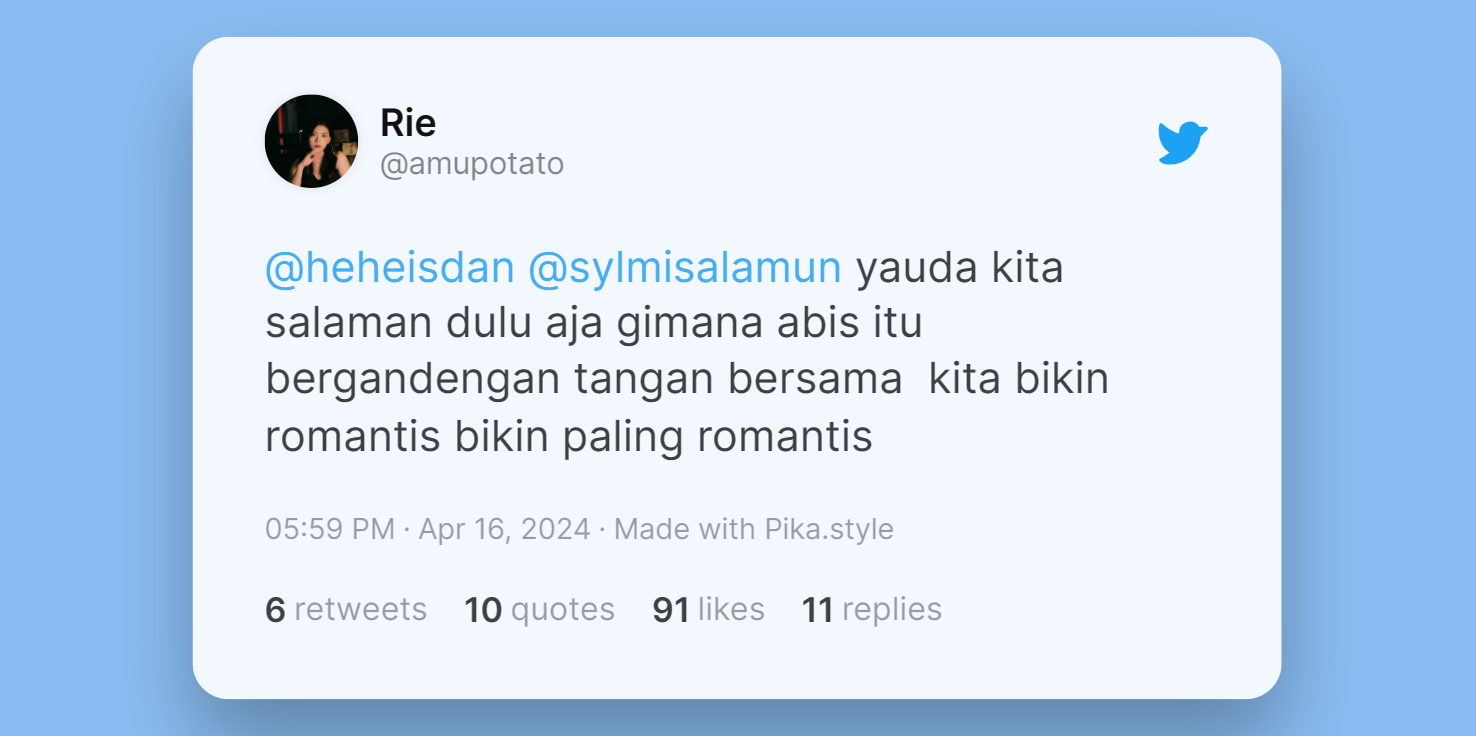 Rie
@amupotato
@heheisdan @sylmisalamun yauda kita
salaman dulu aja gimana abis itu
bergandengan tangan bersama  kita bikin
romantis bikin paling romantis
05:59 PM · Apr 16, 2024 · Made with Pika.style
6 retweets 10 quotes 91 likes 11 replies